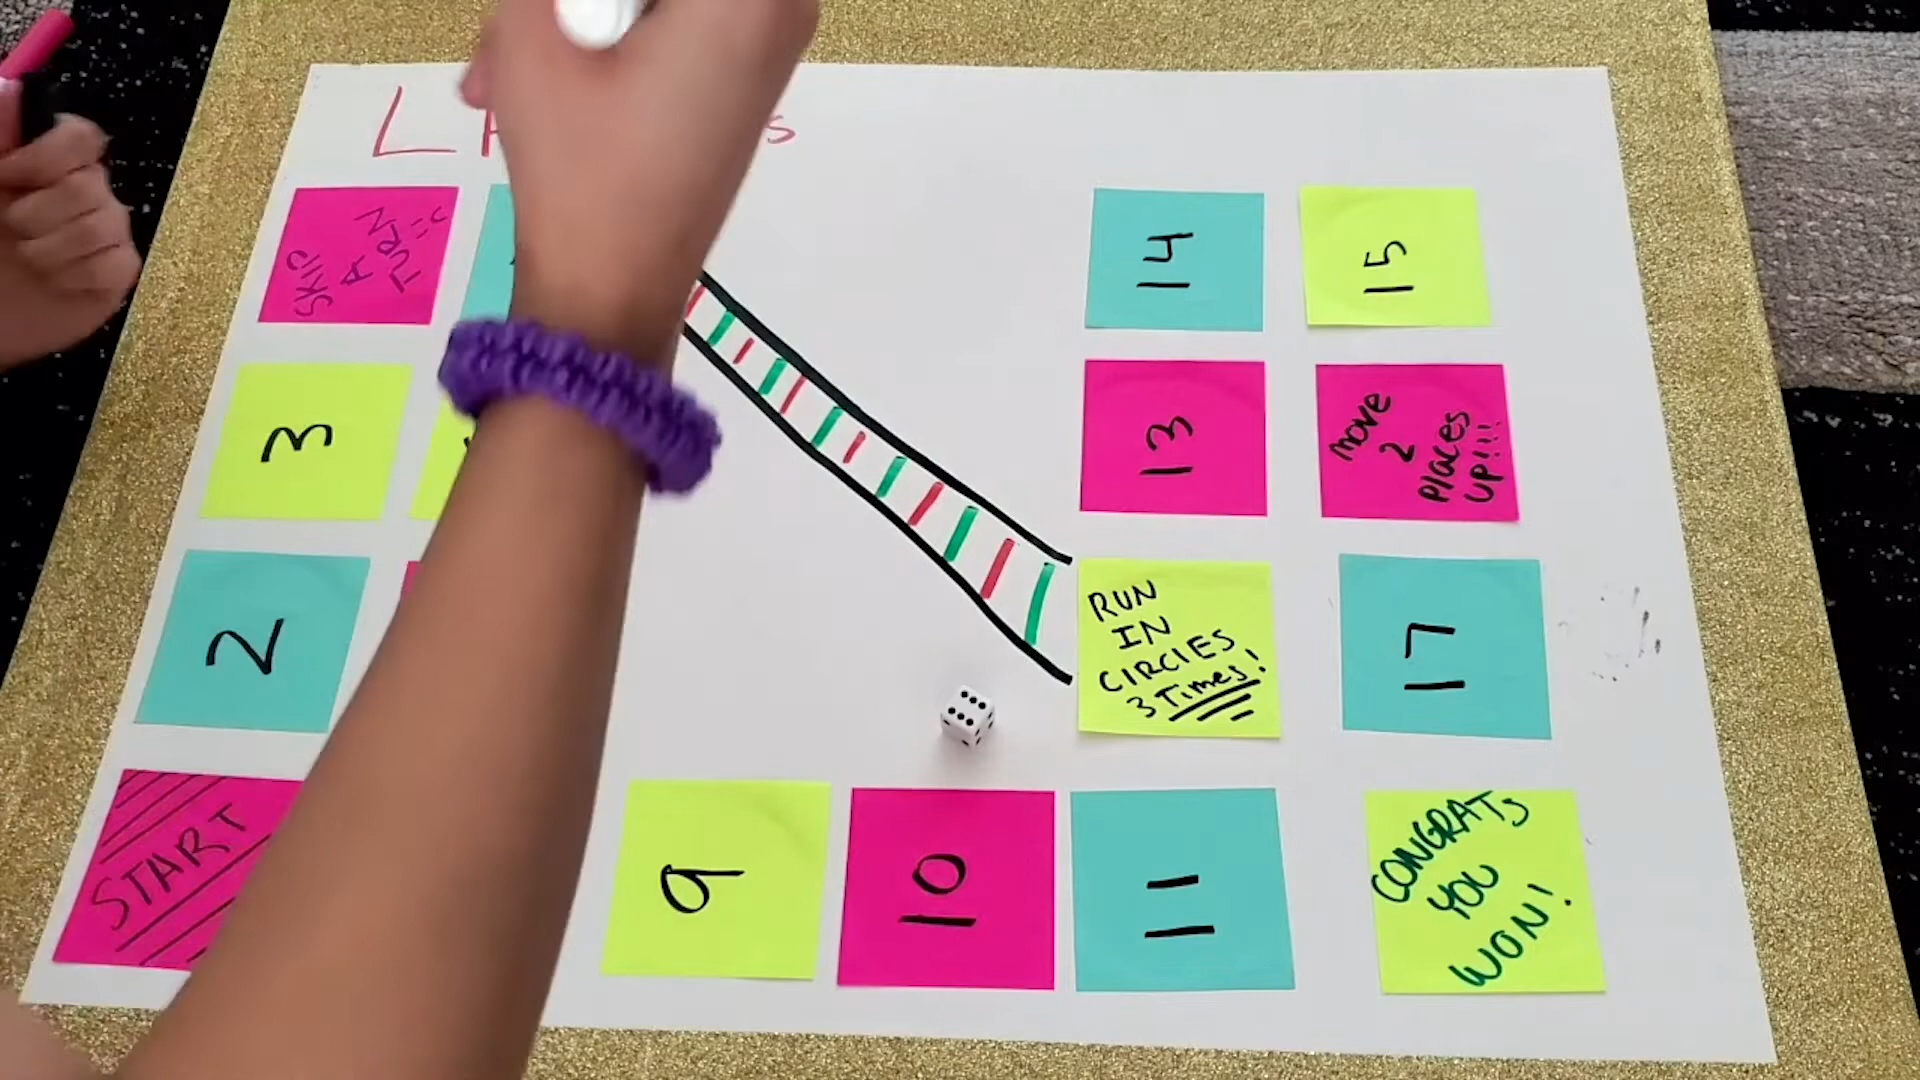 SKIP
A
TURN
:(
14
15
3
13
move
2
places
UP!!!
2
RUN
IN
CIRCLES
3 Times!
17
START
9
10
11
CONGRATS
YOU
WON!